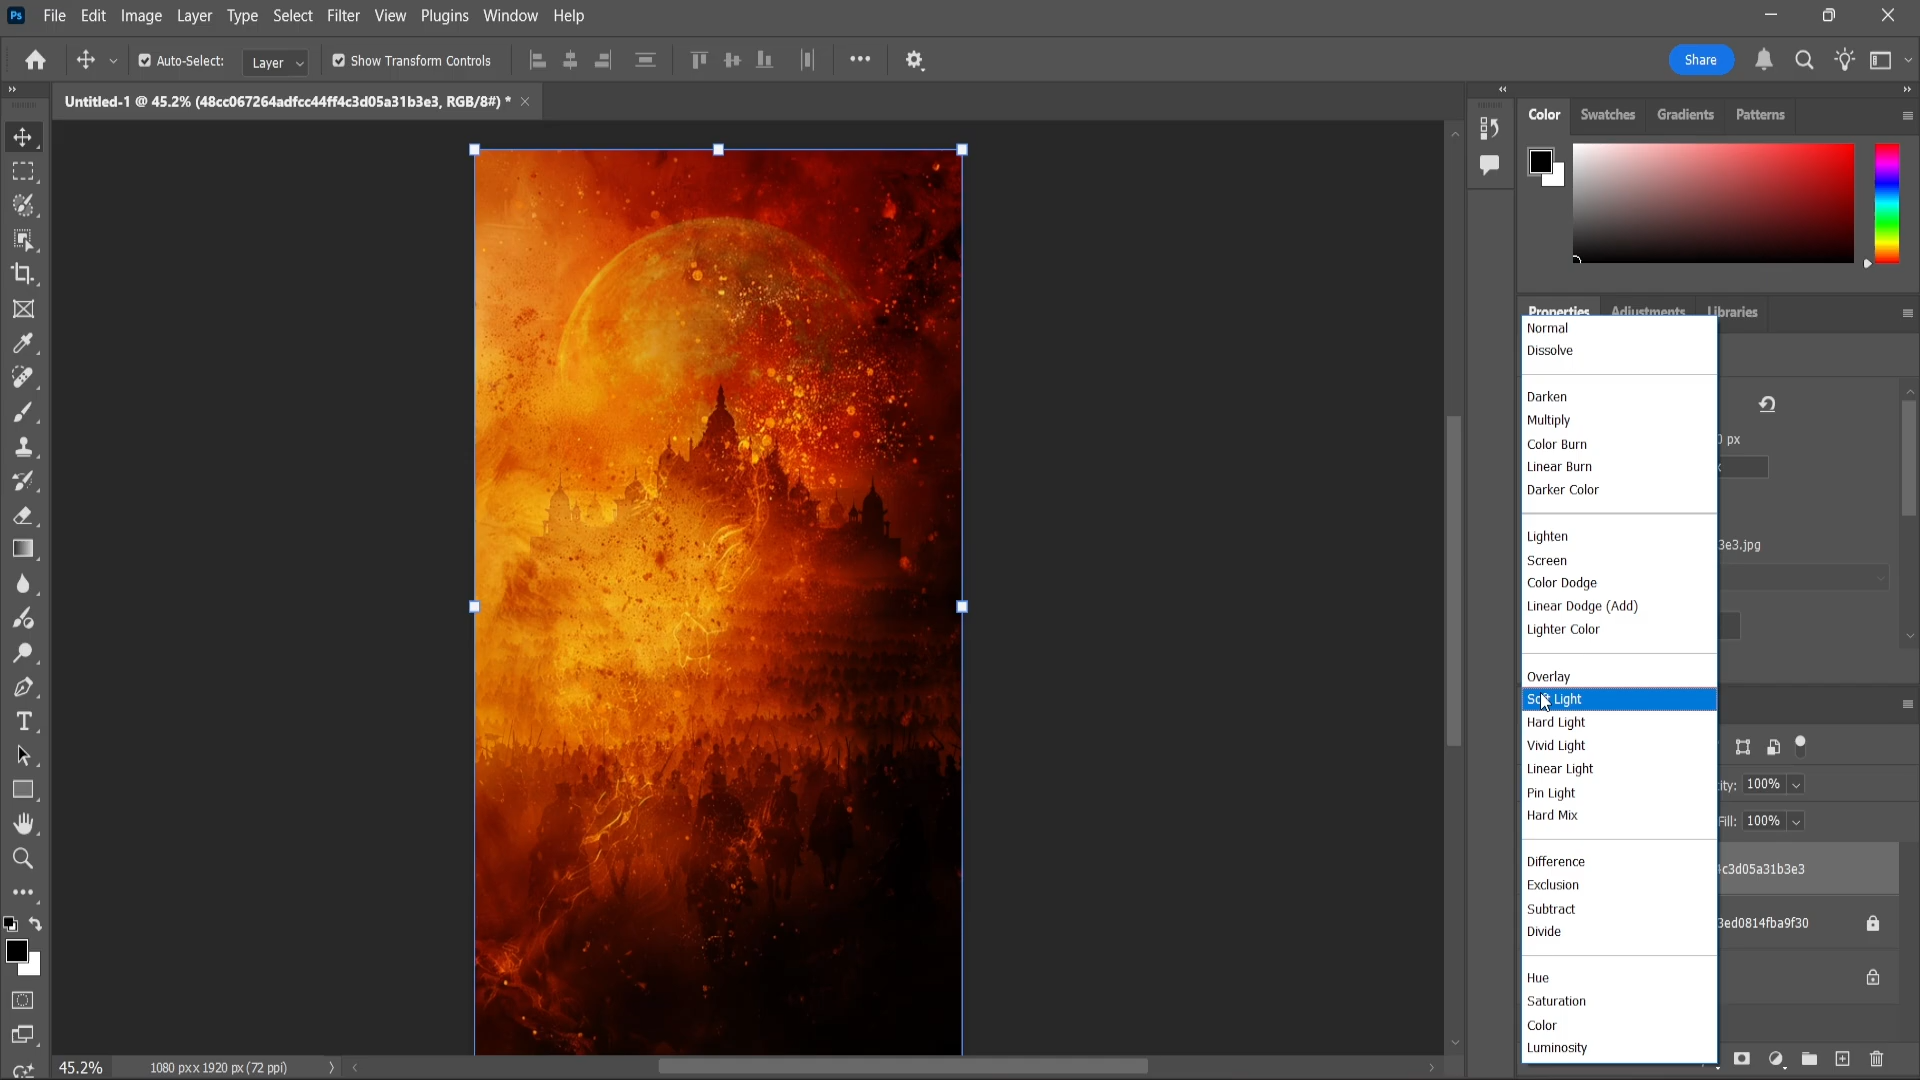 Ps File Edit Image Layer Type Select Filter View Plugins Window Help
Auto-Select: Layer Show Transform Controls Share
Untitled-1 @ 45.2% (48cc067264adfcc44ff4c3d05a31b3e3, RGB/8#) *
Color Swatches Gradients Patterns
Properties Adjustments Libraries
Normal
Dissolve
Darken
Multiply
px
Color Burn
Linear Burn
Darker Color
Lighten
3e3.jpg
Screen
Color Dodge
Linear Dodge (Add)
Lighter Color
Overlay
Soft Light
Hard Light
Vivid Light
Linear Light
Pin Light
Hard Mix
ity: 100%
Fill: 100%
Difference
c3d05a31b3e3
Exclusion
Subtract
3ed0814fba9f30
Divide
Hue
Saturation
Color
Luminosity
45.2% 1080 px x 1920 px (72 ppi)